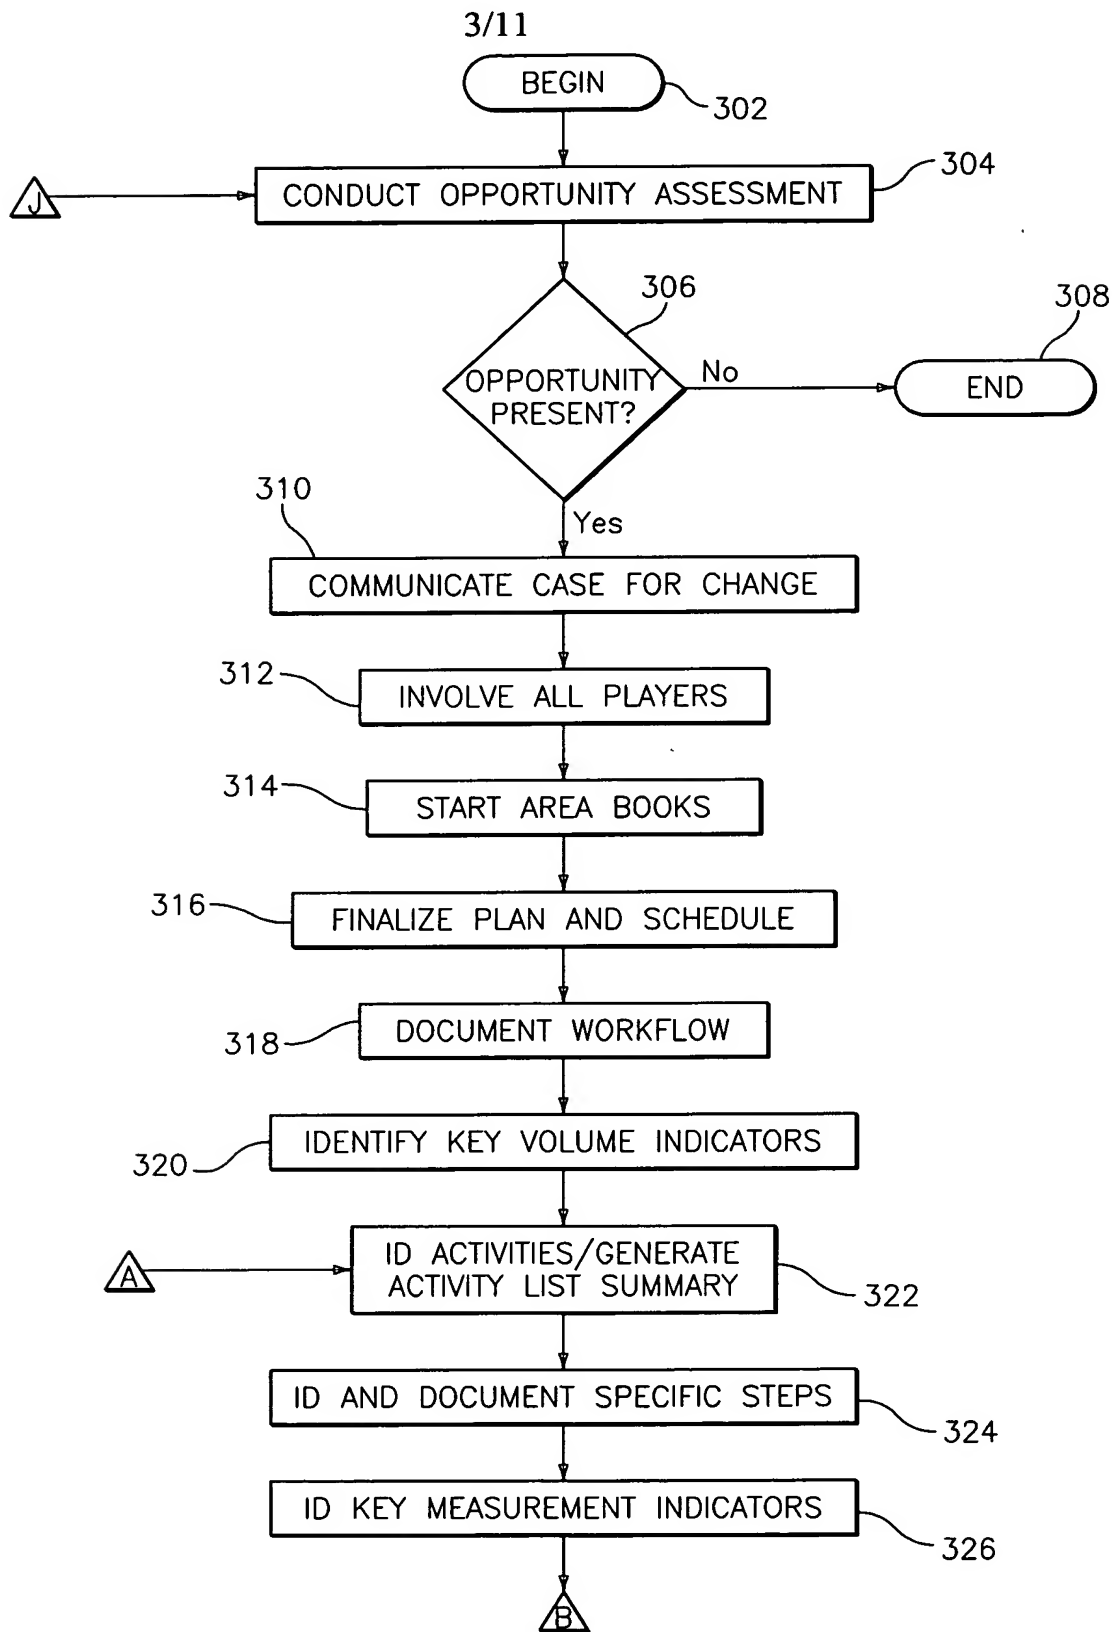 3/11
BEGIN
302
J
CONDUCT OPPORTUNITY ASSESSMENT
304
306
OPPORTUNITY
PRESENT?
No
308
END
Yes
310
COMMUNICATE CASE FOR CHANGE
312
INVOLVE ALL PLAYERS
314
START AREA BOOKS
316
FINALIZE PLAN AND SCHEDULE
318
DOCUMENT WORKFLOW
320
IDENTIFY KEY VOLUME INDICATORS
A
ID ACTIVITIES/GENERATE
ACTIVITY LIST SUMMARY
322
ID AND DOCUMENT SPECIFIC STEPS
324
ID KEY MEASUREMENT INDICATORS
326
B